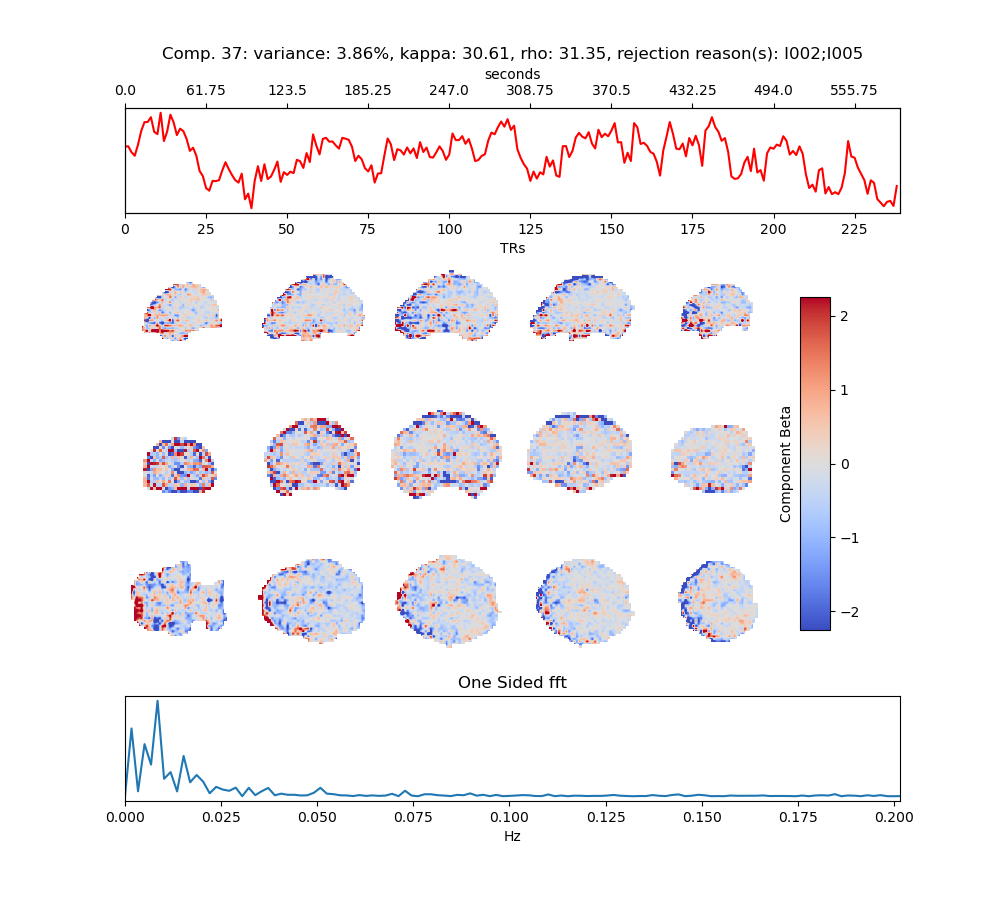 Comp. 37: variance: 3.86%, kappa: 30.61, rho: 31.35, rejection reason(s): I002;I005
seconds
0.0 61.75 123.5 185.25 247.0 308.75 370.5 432.25 494.0 555.75
0 25 50 75 100 125 150 175 200 225
TRs
2
1
0
−1
−2
Component Beta
One Sided fft
0.000 0.025 0.050 0.075 0.100 0.125 0.150 0.175 0.200
Hz